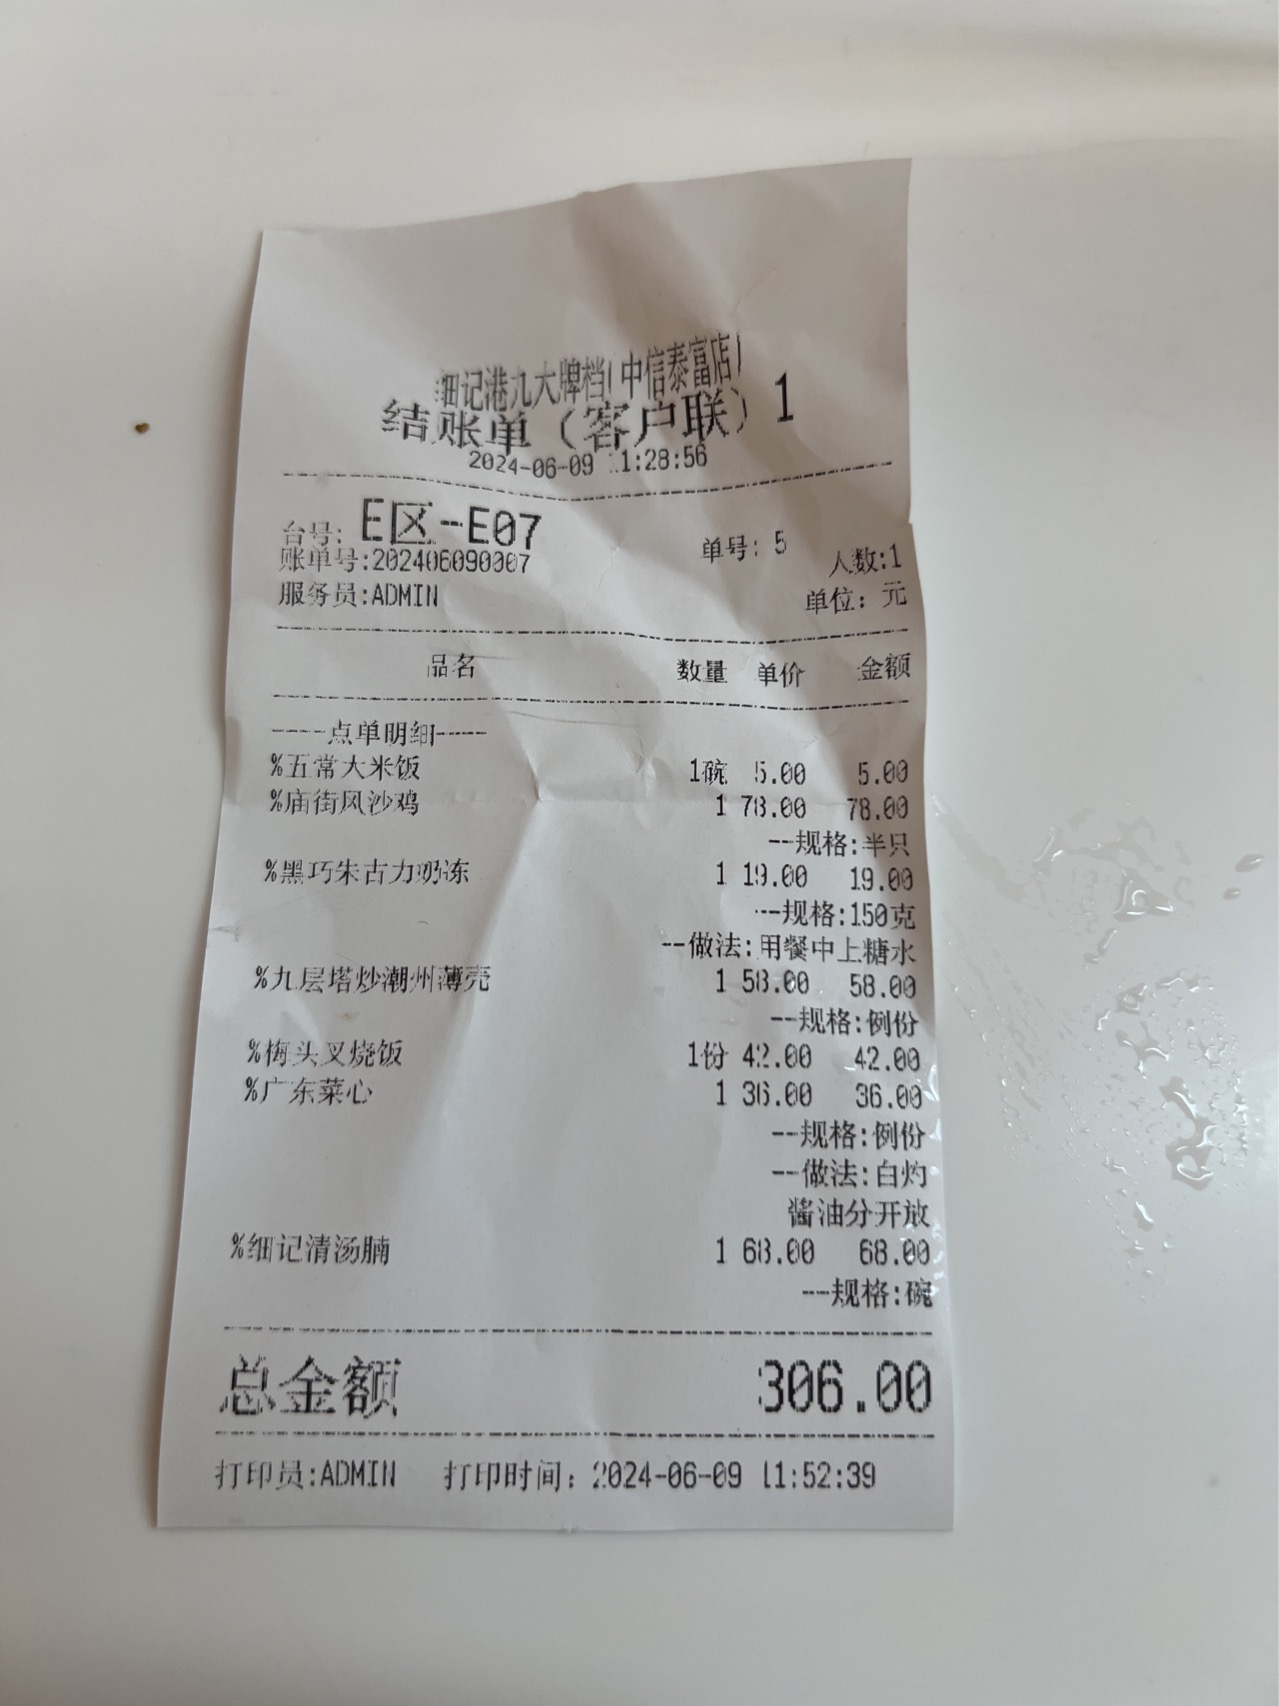 细记港九大牌档(中信泰富店)
结账单（客户联）1
2024-06-09 11:28:56
台号: E区-E07 单号: 5 人数:1
账单号:202406090007
服务员:ADMIN 单位: 元
品名 数量 单价 金额
----点单明细-----
%五常大米饭 1碗 5.00 5.00
%庙街风沙鸡 1 78.00 78.00
--规格:半只
%黑巧朱古力奶冻 1 19.00 19.00
--规格:150克
--做法:用餐中上糖水
%九层塔炒潮州薄壳 1 58.00 58.00
--规格:例份
%梅头叉烧饭 1份 42.00 42.00
%广东菜心 1 36.00 36.00
--规格:例份
--做法:白灼
酱油分开放
%细记清汤腩 1 68.00 68.00
--规格:碗
总金额 306.00
打印员:ADMIN 打印时间: 2024-06-09 11:52:39